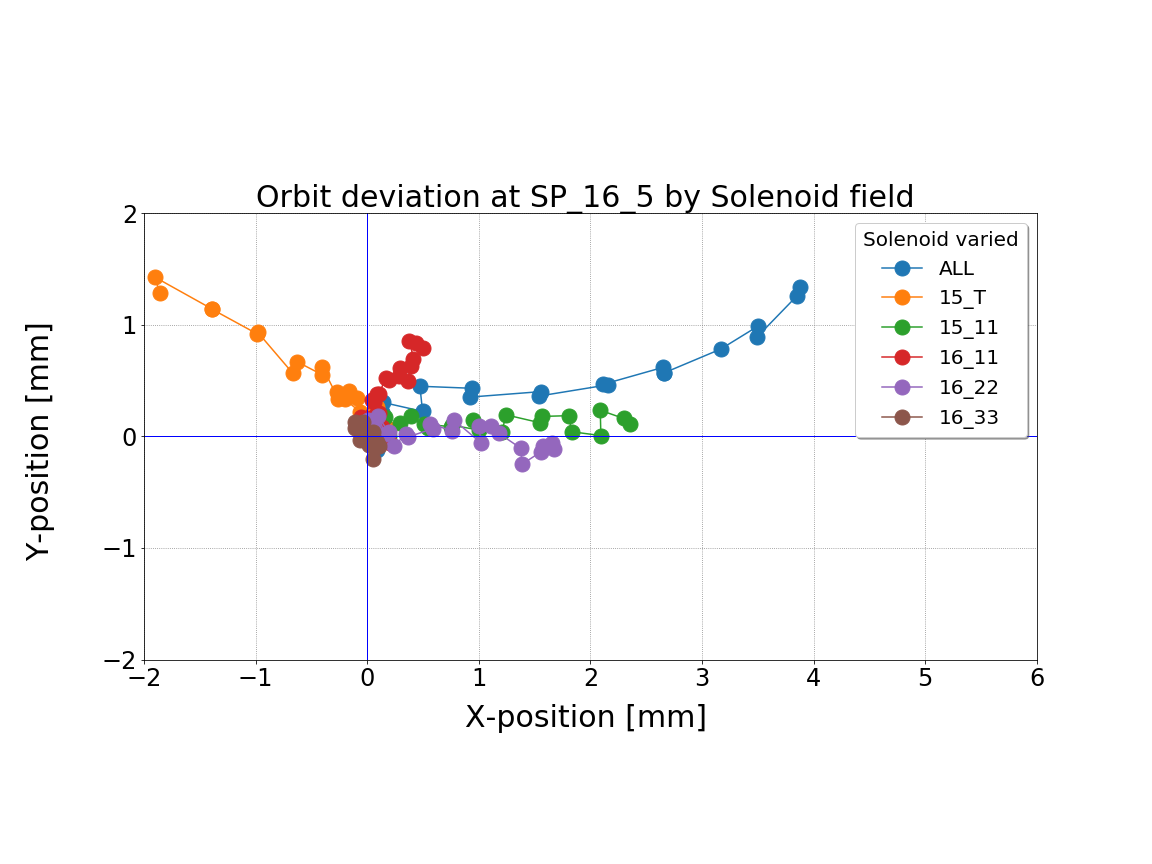 Orbit deviation at SP_16_5 by Solenoid field
Solenoid varied
ALL
15_T
15_11
16_11
16_22
16_33
2
1
0
−1
−2
Y-position [mm]
−2 −1 0 1 2 3 4 5 6
X-position [mm]